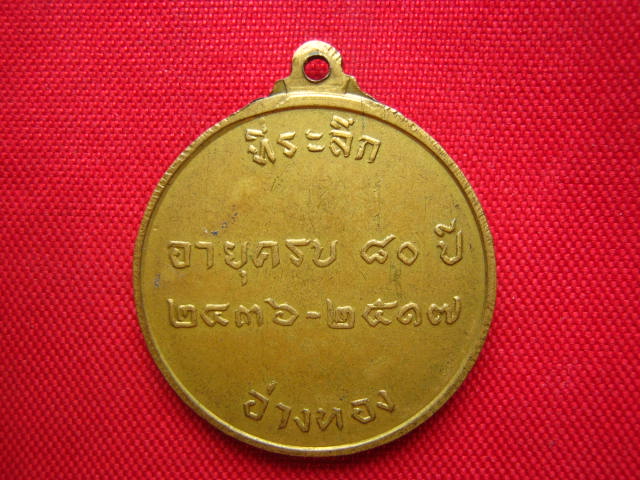 ที่ระลึก
อายุครบ ๘๐ ปี
๒๔๓๖-๒๕๑๗
อ่างทอง